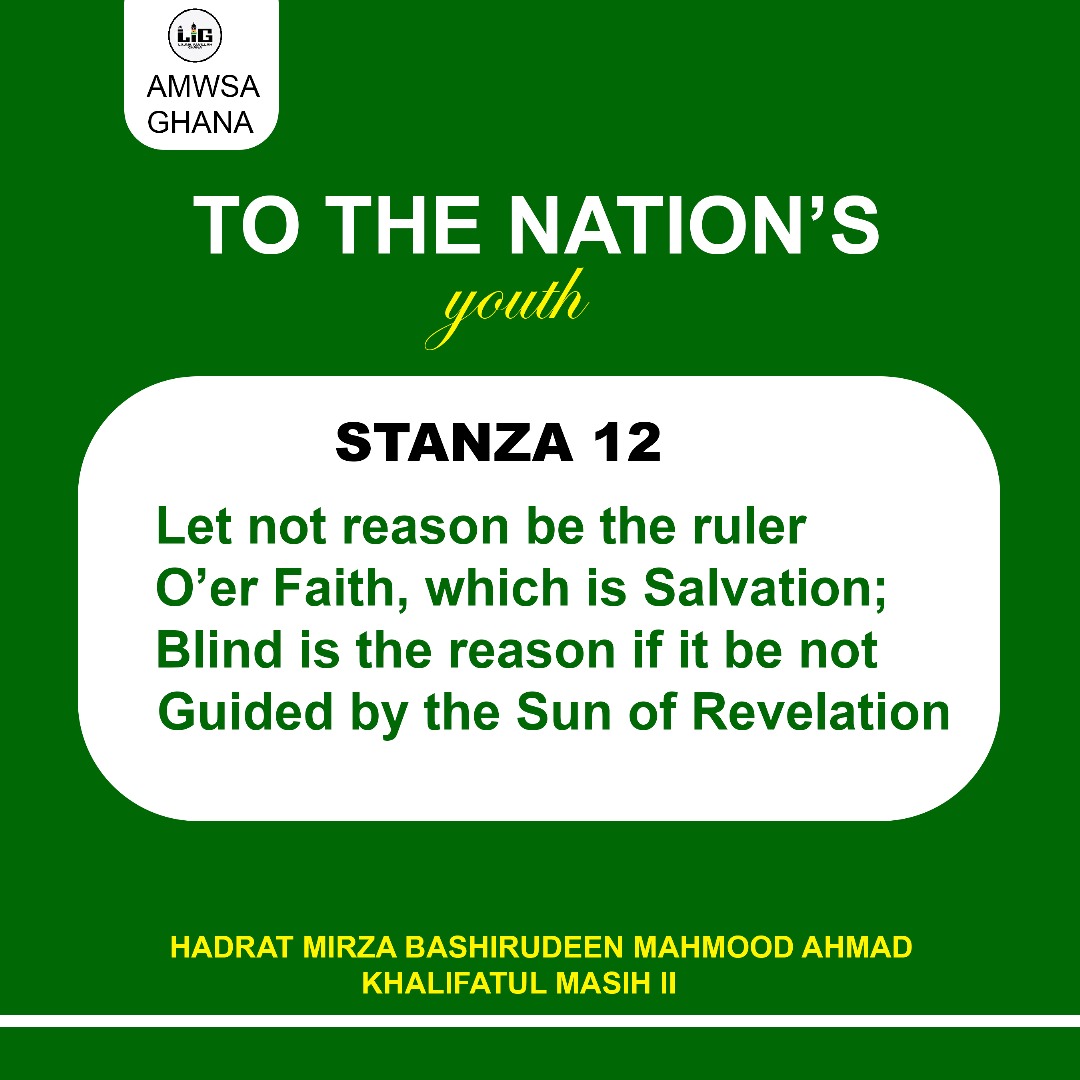 LiG
AMWSA
GHANA
TO THE NATION’S
youth
STANZA 12
Let not reason be the ruler
O’er Faith, which is Salvation;
Blind is the reason if it be not
Guided by the Sun of Revelation
HADRAT MIRZA BASHIRUDEEN MAHMOOD AHMAD
KHALIFATUL MASIH II